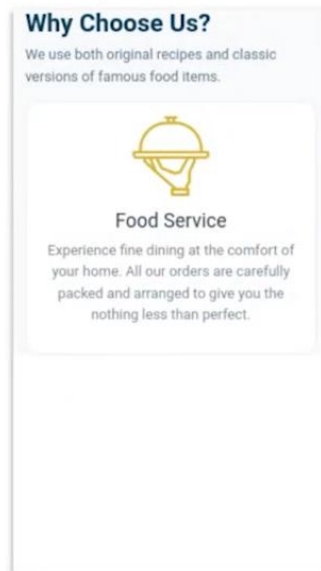 Why Choose Us?
We use both original recipes and classic
versions of famous food items.
Food Service
Experience fine dining at the comfort of
your home. All our orders are carefully
packed and arranged to give you the
nothing less than perfect.